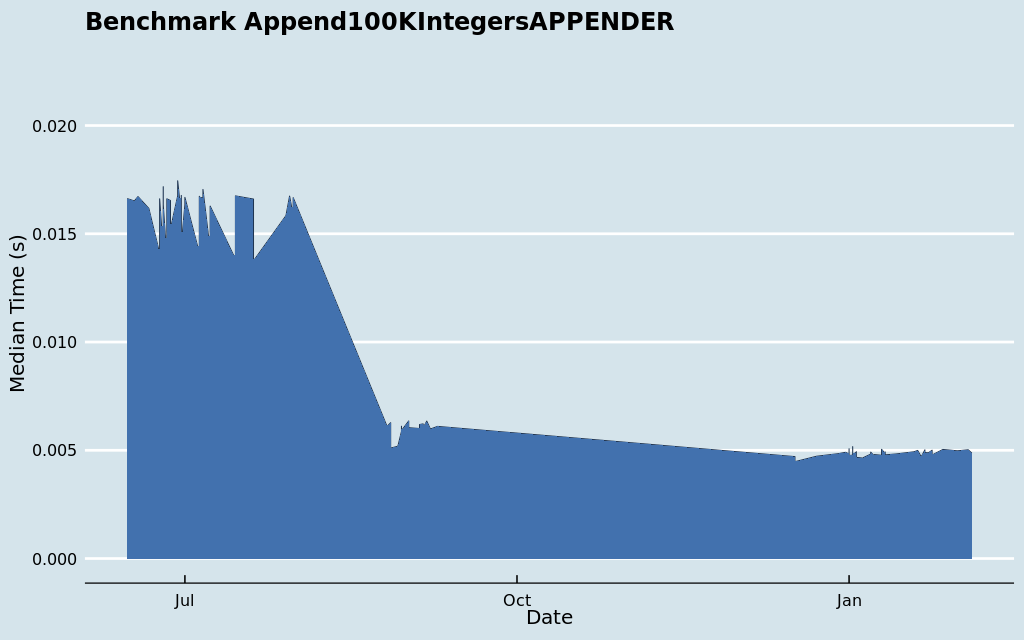 Benchmark Append100KIntegersAPPENDER
0.020
0.015
0.010
0.005
0.000
Median Time (s)
Jul
Oct
Jan
Date